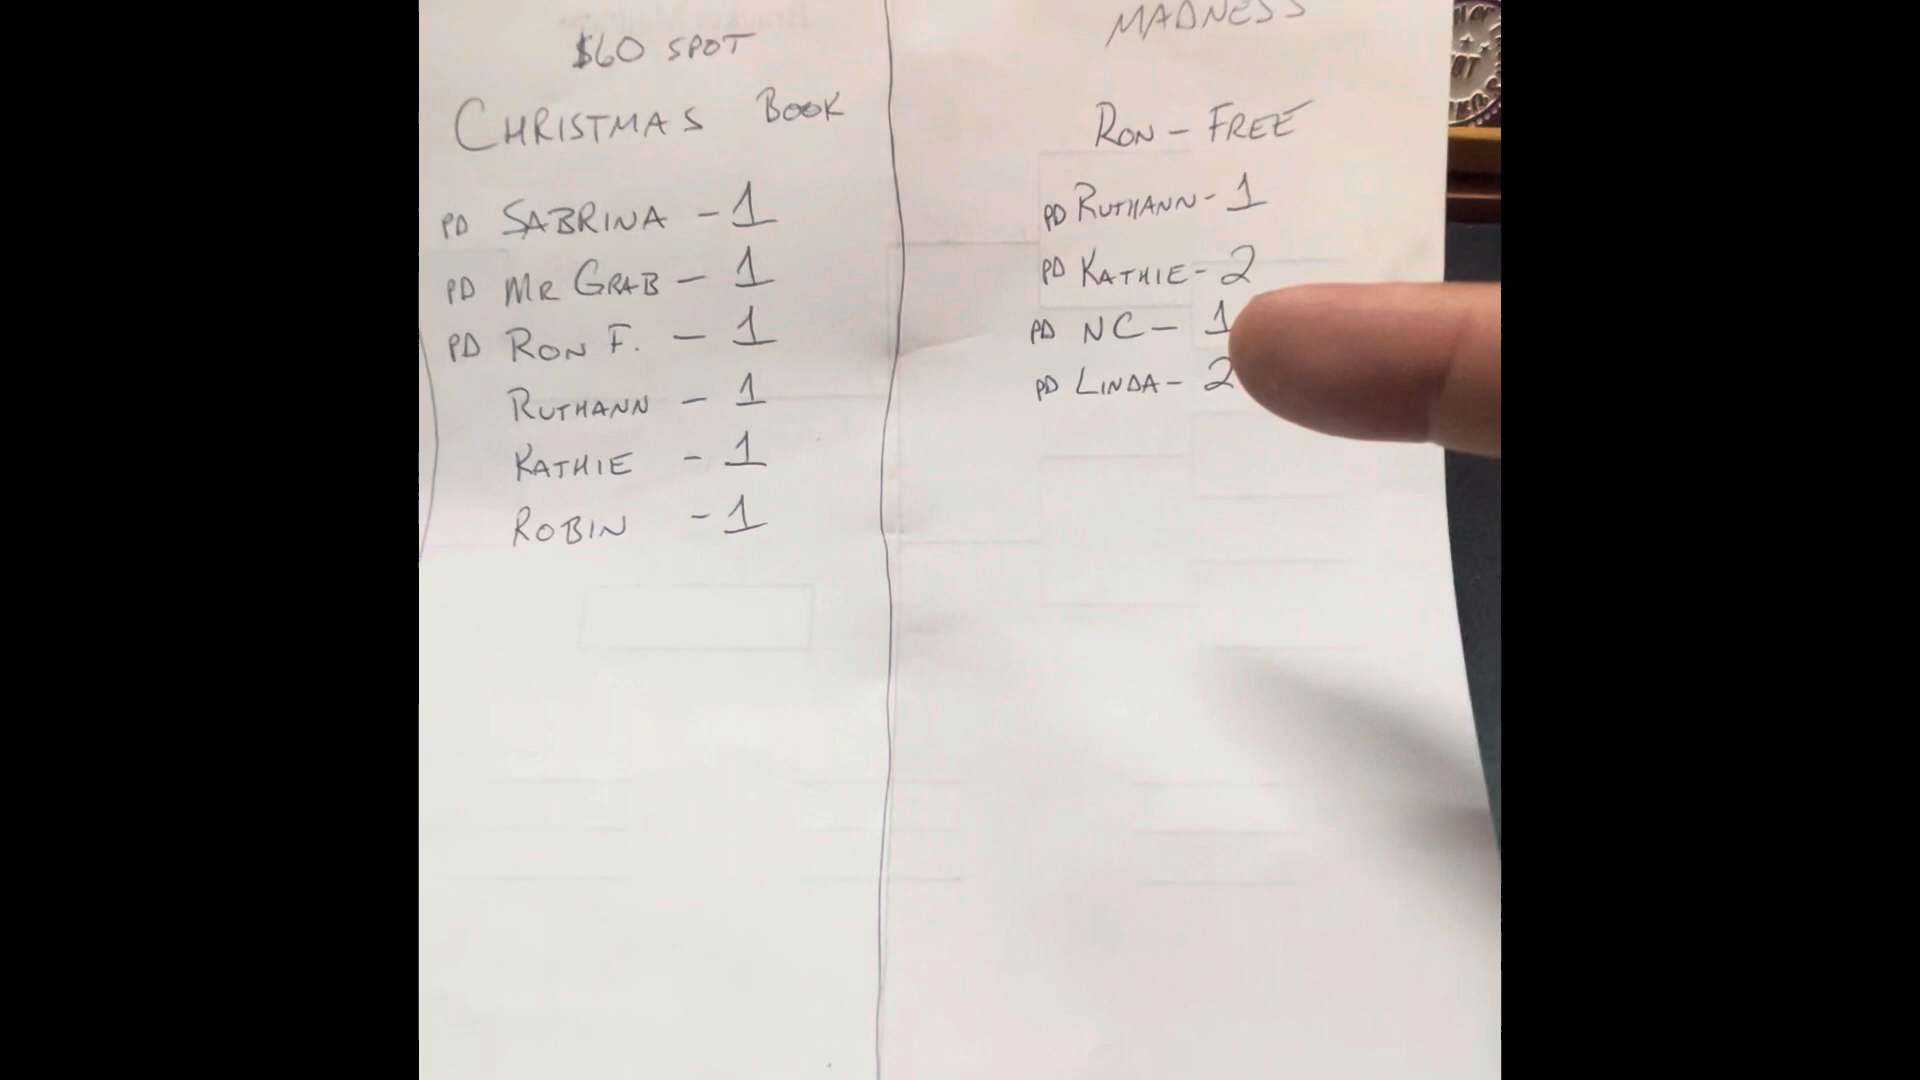 $60 SPOT
CHRISTMAS BOOK
PD SABRINA - 1
PD MR GRAB - 1
PD RON F. - 1
RUTHANN - 1
KATHIE - 1
ROBIN - 1
MADNESS
RON - FREE
PD RUTHANN - 1
PD KATHIE - 2
PD NC - 1
PD LINDA - 2